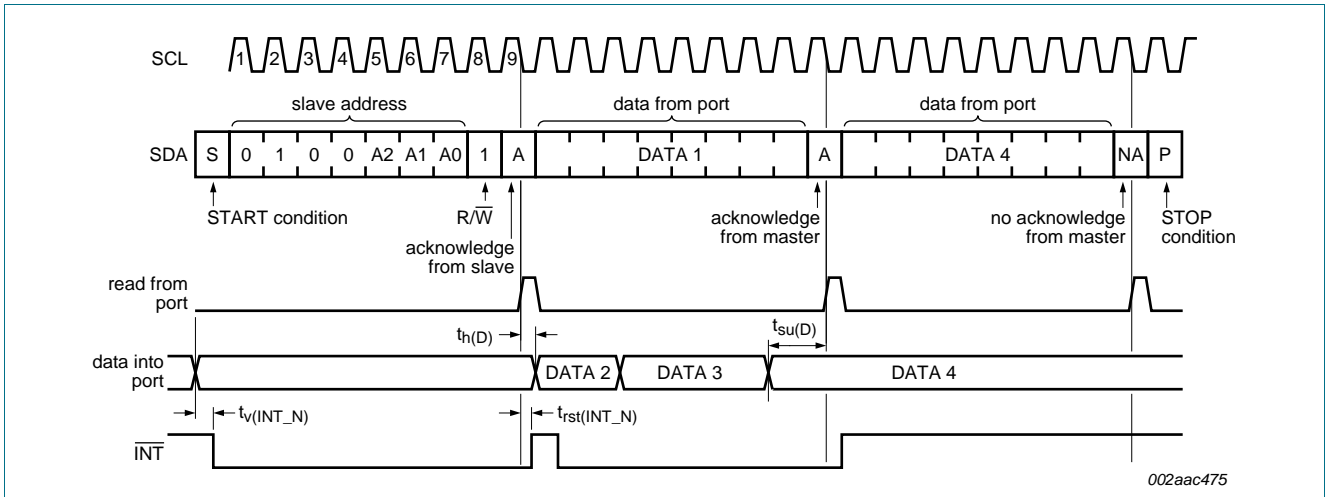 SCL 1 2 3 4 5 6 7 8 9
slave address data from port data from port
SDA S 0 1 0 0 A2 A1 A0 1 A DATA 1 A DATA 4 NA P
START condition R/W acknowledge from master no acknowledge from master STOP condition
acknowledge from slave
read from port
th(D) tsu(D)
data into port DATA 2 DATA 3 DATA 4
tv(INT_N) trst(INT_N)
INT
002aac475